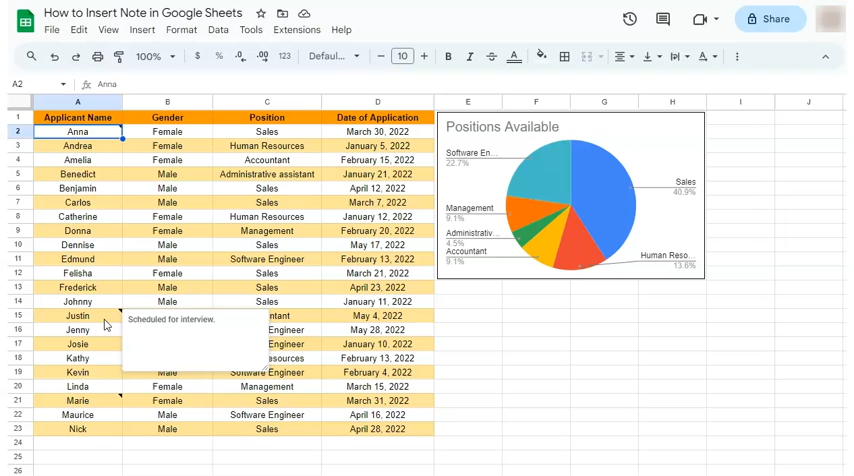 How to Insert Note in Google Sheets
File Edit View Insert Format Data Tools Extensions Help
Share
100% $ % .0 .00 123 Defaul... 10 B I S A
A2 fx Anna
A B C D E F G H I J
1 Applicant Name Gender Position Date of Application
2 Anna Female Sales March 30, 2022
3 Andrea Female Human Resources January 5, 2022
4 Amelia Female Accountant February 15, 2022
5 Benedict Male Administrative assistant January 21, 2022
6 Benjamin Male Sales April 12, 2022
7 Carlos Male Sales March 7, 2022
8 Catherine Female Human Resources January 12, 2022
9 Donna Female Management February 20, 2022
10 Dennise Male Sales May 17, 2022
11 Edmund Male Software Engineer February 13, 2022
12 Felisha Female Sales March 21, 2022
13 Frederick Male Sales April 23, 2022
14 Johnny Male Sales January 11, 2022
15 Justin ntant May 4, 2022
16 Jenny Engineer May 28, 2022
17 Josie Engineer January 10, 2022
18 Kathy esources February 13, 2022
19 Kevin Male Software Engineer February 4, 2022
20 Linda Female Management March 15, 2022
21 Marie Female Sales March 31, 2022
22 Maurice Male Software Engineer April 16, 2022
23 Nick Male Sales April 28, 2022
24
25
26
Scheduled for interview.
Positions Available
Software En...
22.7%
Management
9.1%
Administrativ...
4.5%
Accountant
9.1%
Sales
40.9%
Human Reso...
13.6%